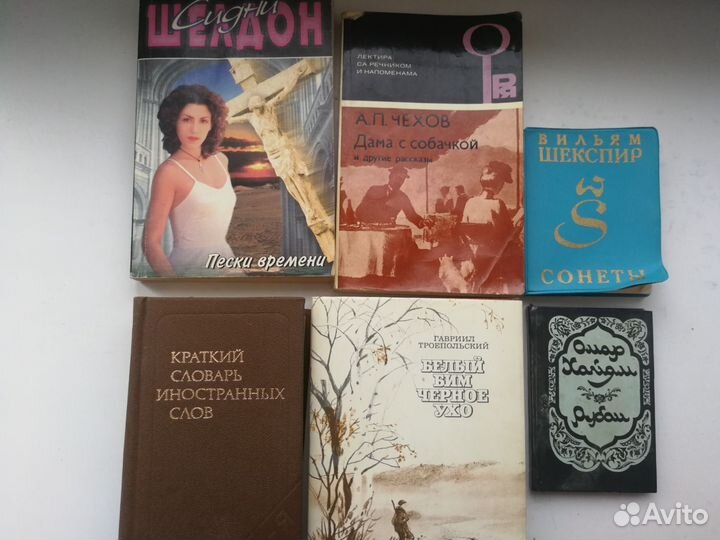 Сидни
ШЕЛДОН
Пески времени
ЛЕКТИРА
СА РЕЧНИКОМ
И НАПОМЕНАМА
А.П. ЧЕХОВ
Дама с собачкой
и другие рассказы
ВИЛЬЯМ
ШЕКСПИР
WS
СОНЕТЫ
КРАТКИЙ
СЛОВАРЬ
ИНОСТРАННЫХ
СЛОВ
ГАВРИИЛ
ТРОЕПОЛЬСКИЙ
БЕЛЫЙ
БИМ
ЧЕРНОЕ
УХО
Омар
Хайям
Рубаи
Avito